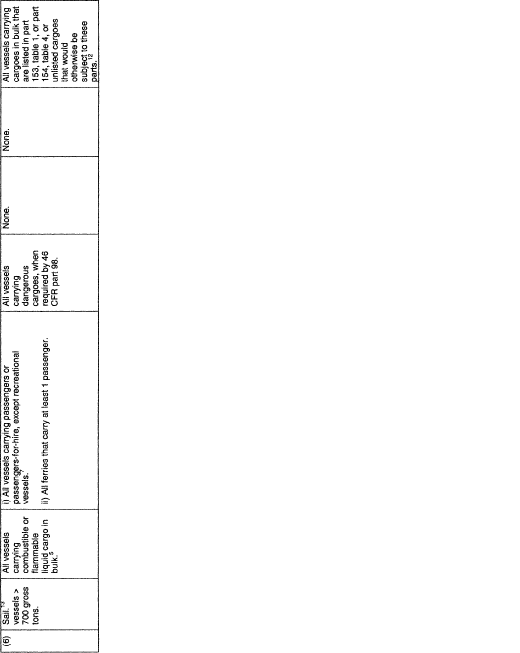 (6)
Sail.¹³
vessels >
700 gross
tons.
All vessels
carrying
combustible or
flammable
liquid cargo in
bulk.⁵
i) All vessels carrying passengers or
passengers-for-hire, except recreational
vessels.⁷
ii) All ferries that carry at least 1 passenger.
All vessels
carrying
dangerous
cargoes, when
required by 46
CFR part 98.
None.
None.
All vessels carrying
cargoes in bulk that
are listed in part
153, table 1, or part
154, table 4, or
unlisted cargoes
that would
otherwise be
subject to these
parts.¹²